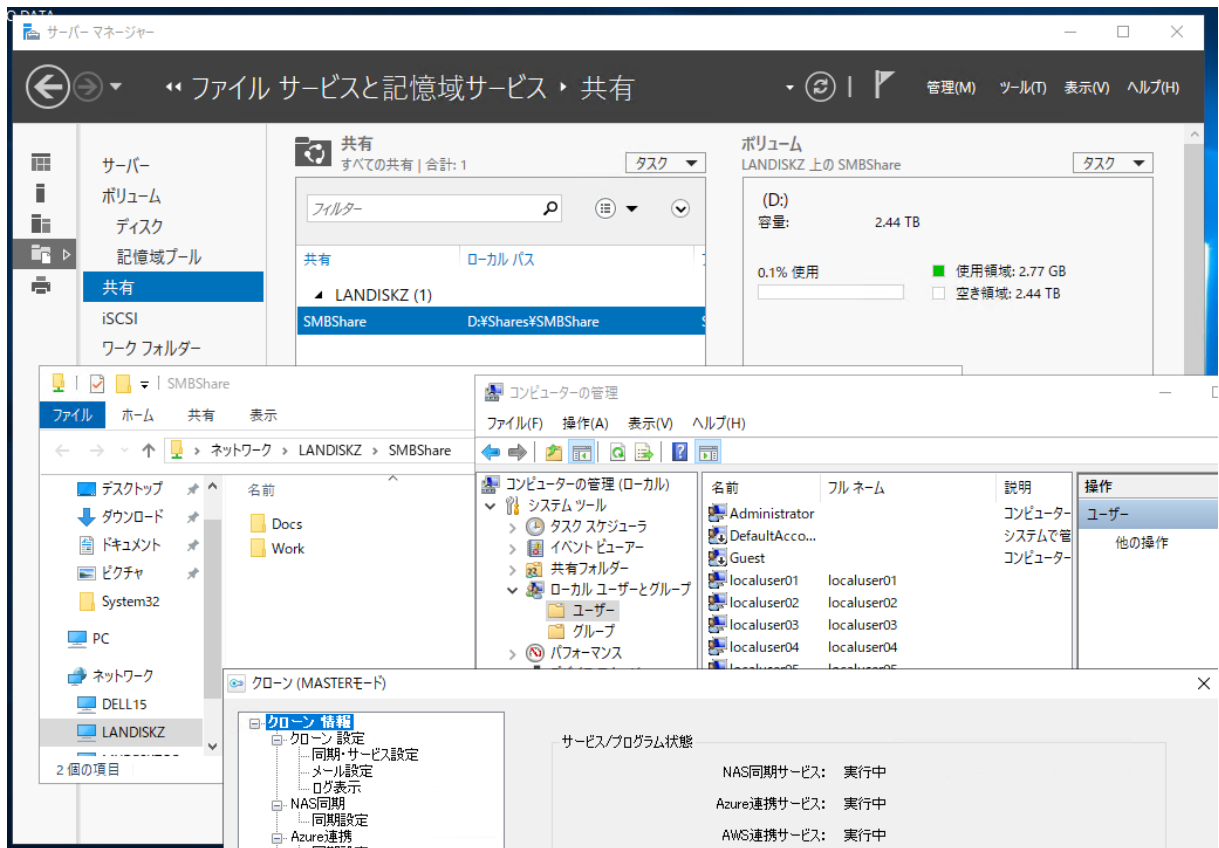 サーバー マネージャー
ファイル サービスと記憶域サービス ‣ 共有
管理(M) ツール(T) 表示(V) ヘルプ(H)
サーバー
ボリューム
ディスク
記憶域プール
共有
iSCSI
ワーク フォルダー
共有
すべての共有 | 合計: 1
タスク
フィルター
共有 ローカル パス
LANDISKZ (1)
SMBShare D:¥Shares¥SMBShare
ボリューム
LANDISKZ 上の SMBShare
タスク
(D:)
容量: 2.44 TB
0.1% 使用
使用領域: 2.77 GB
空き領域: 2.44 TB
SMBShare
ファイル ホーム 共有 表示
ネットワーク › LANDISKZ › SMBShare
デスクトップ
ダウンロード
ドキュメント
ピクチャ
System32
PC
ネットワーク
DELL15
LANDISKZ
2 個の項目
名前
Docs
Work
コンピューターの管理
ファイル(F) 操作(A) 表示(V) ヘルプ(H)
コンピューターの管理 (ローカル)
システム ツール
タスク スケジューラ
イベント ビューアー
共有フォルダー
ローカル ユーザーとグループ
ユーザー
グループ
パフォーマンス
名前 フル ネーム 説明
Administrator コンピューター
DefaultAcco... システムで管
Guest コンピューター
localuser01 localuser01
localuser02 localuser02
localuser03 localuser03
localuser04 localuser04
localuser05 localuser05
操作
ユーザー
他の操作
クローン (MASTERモード)
クローン 情報
クローン 設定
同期・サービス設定
メール設定
ログ表示
NAS同期
同期設定
Azure連携
サービス/プログラム状態
NAS同期サービス: 実行中
Azure連携サービス: 実行中
AWS連携サービス: 実行中